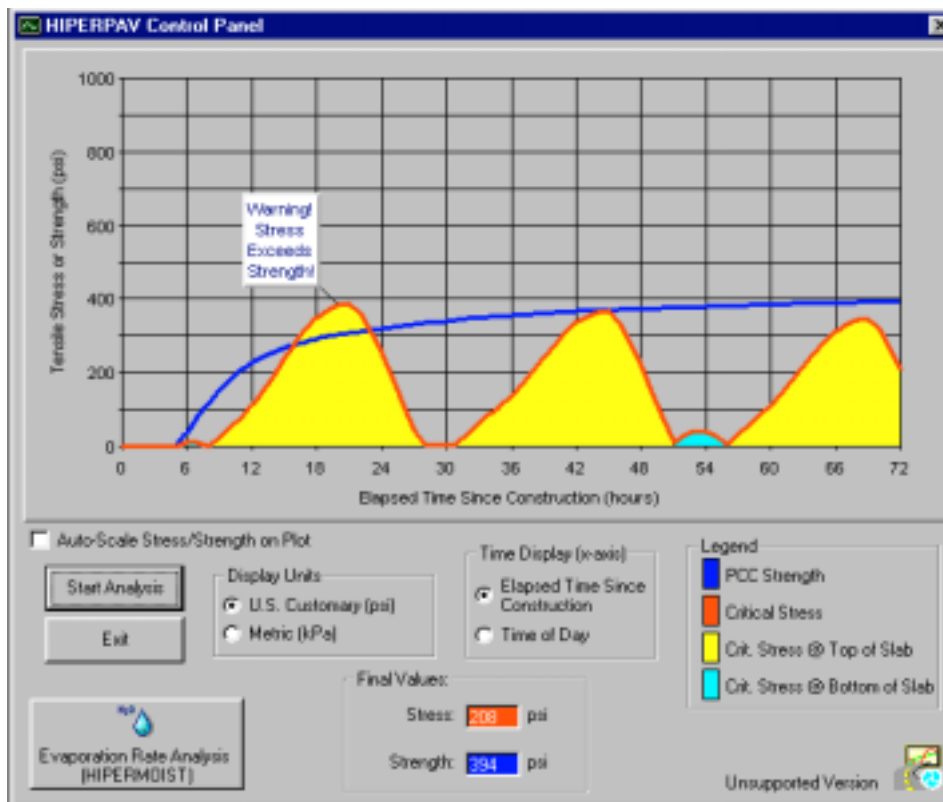 HIPERPAV Control Panel
Tensile Stress or Strength (psi)
1000
800
600
400
200
0
Warning!
Stress
Exceeds
Strength!
0 6 12 18 24 30 36 42 48 54 60 66 72
Elapsed Time Since Construction (hours)
Auto-Scale Stress/Strength on Plot
Start Analysis
Exit
Display Units
U.S. Customary (psi)
Metric (kPa)
Time Display (x-axis)
Elapsed Time Since
Construction
Time of Day
Legend
PCC Strength
Critical Stress
Crit. Stress @ Top of Slab
Crit. Stress @ Bottom of Slab
Final Values:
Stress: 208 psi
Strength: 394 psi
H2O
Evaporation Rate Analysis
(HIPERMOIST)
Unsupported Version